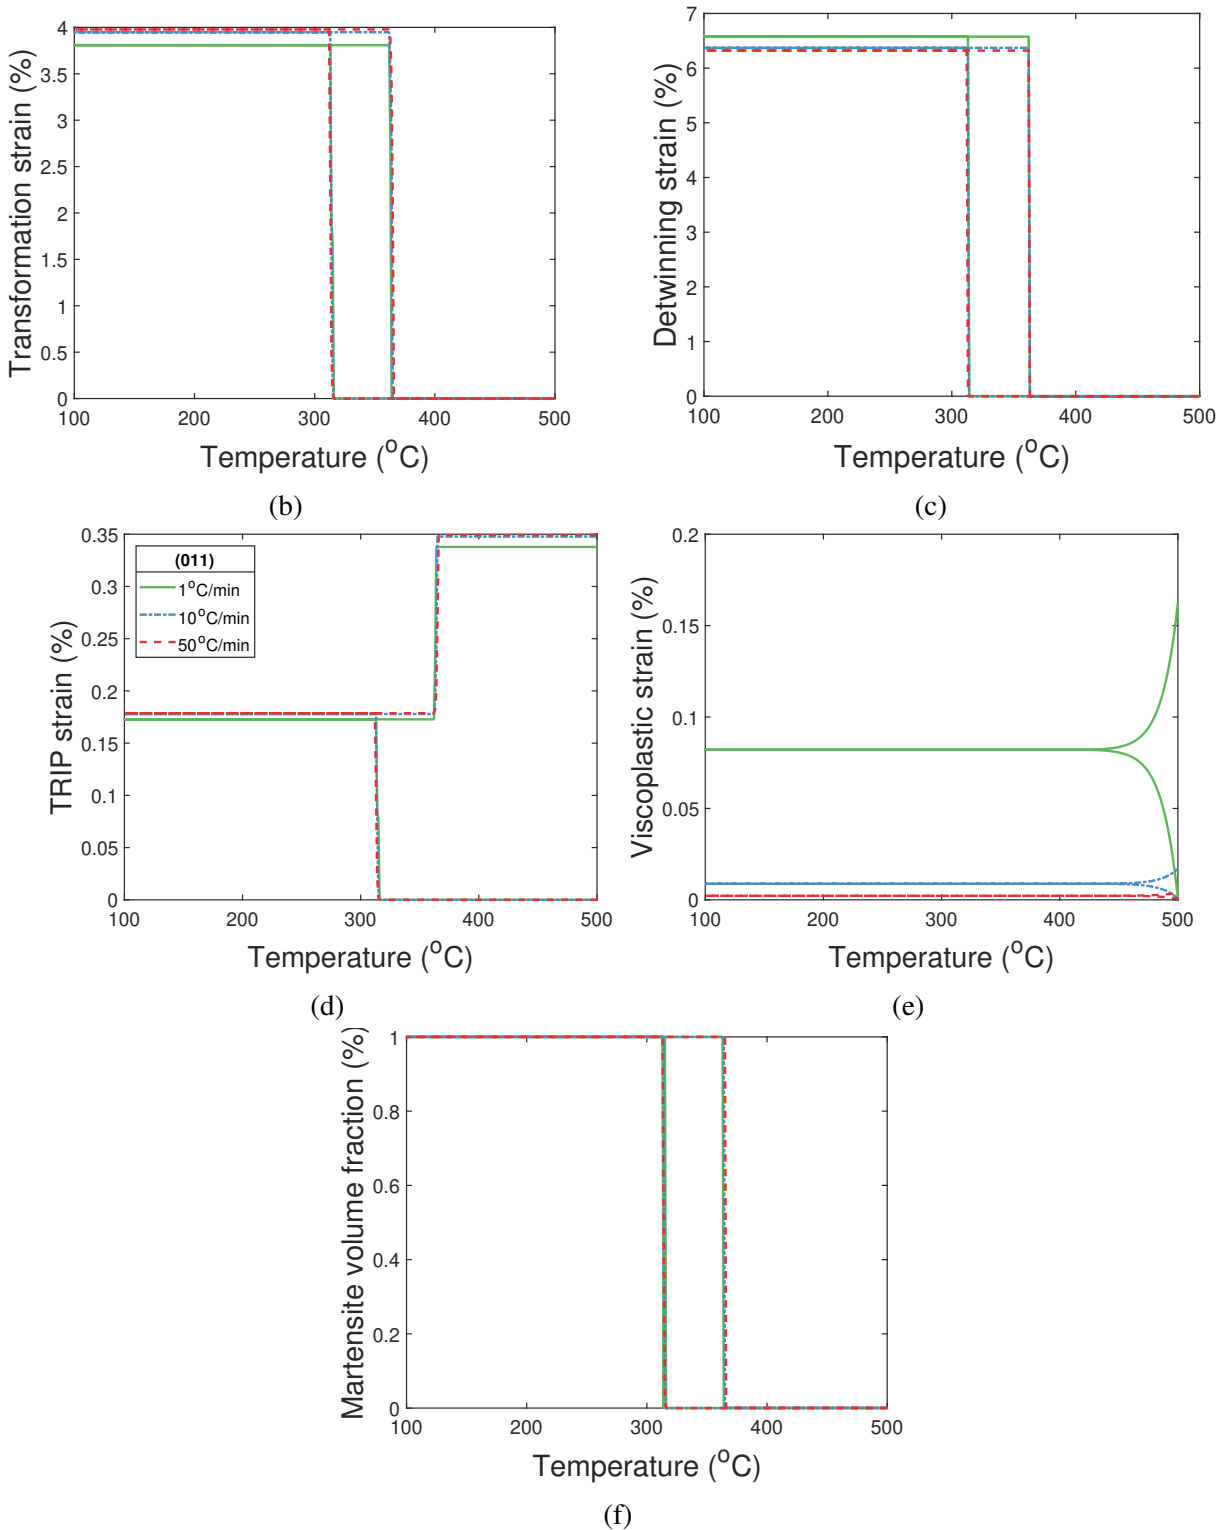 Transformation strain (%)
4
3.5
3
2.5
2
1.5
1
0.5
0
100 200 300 400 500
Temperature (°C)
(b)
Detwinning strain (%)
7
6
5
4
3
2
1
0
100 200 300 400 500
Temperature (°C)
(c)
TRIP strain (%)
0.35
0.3
0.25
0.2
0.15
0.1
0.05
0
(011)
1°C/min
10°C/min
50°C/min
100 200 300 400 500
Temperature (°C)
(d)
Viscoplastic strain (%)
0.2
0.15
0.1
0.05
0
100 200 300 400 500
Temperature (°C)
(e)
Martensite volume fraction (%)
1
0.8
0.6
0.4
0.2
0
100 200 300 400 500
Temperature (°C)
(f)